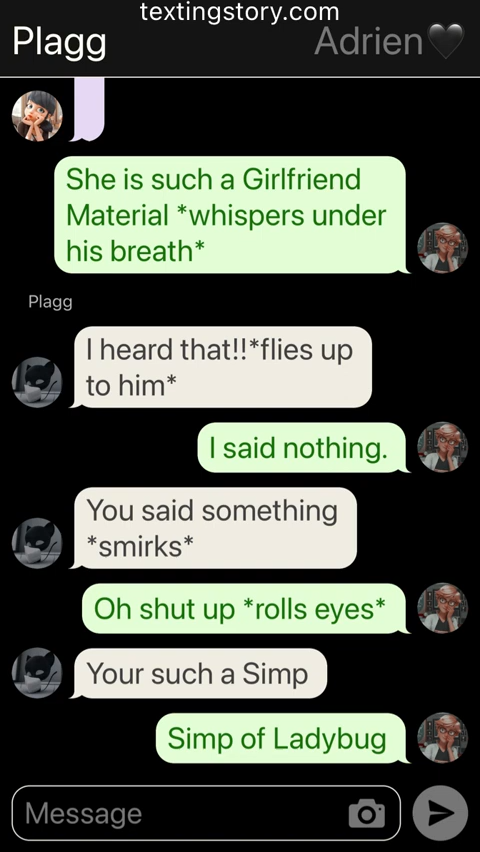 textingstory.com
Plagg
Adrien🖤
She is such a Girlfriend
Material *whispers under
his breath*
Plagg
I heard that!!*flies up
to him*
I said nothing.
You said something
*smirks*
Oh shut up *rolls eyes*
Your such a Simp
Simp of Ladybug
Message